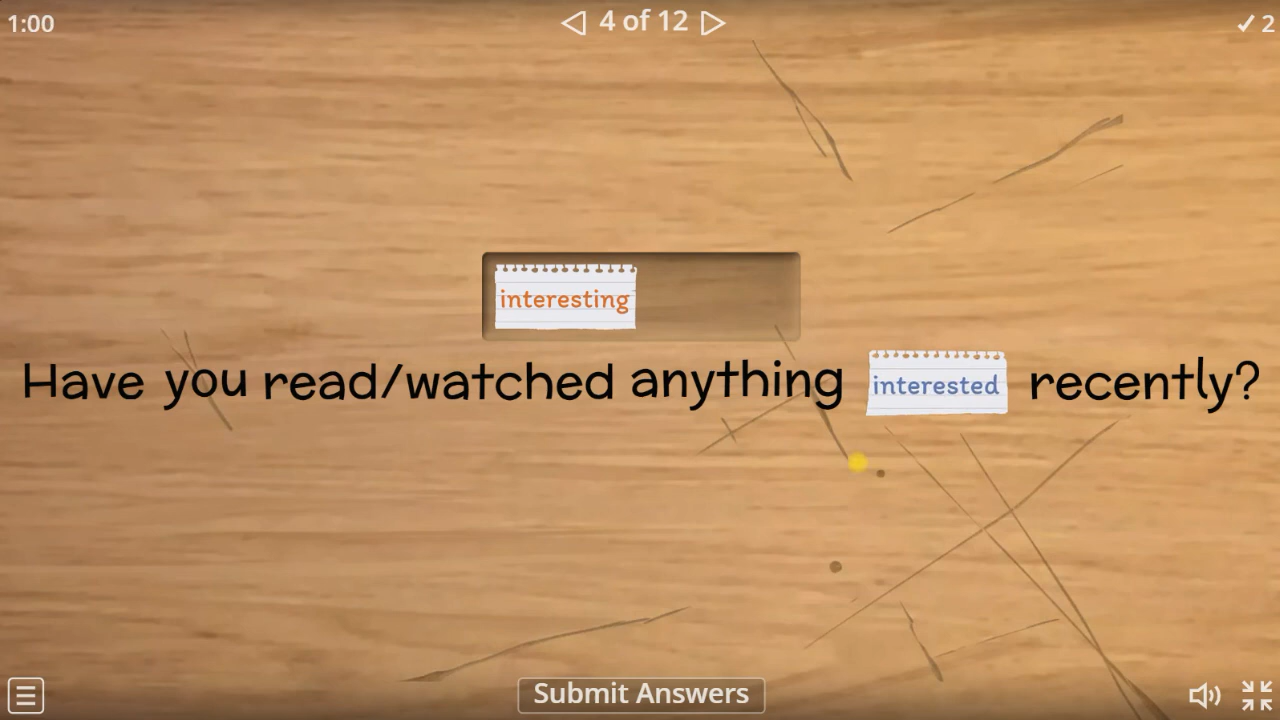 1:00
4 of 12
✓ 2
interesting
Have you read/watched anything interested recently?
Submit Answers